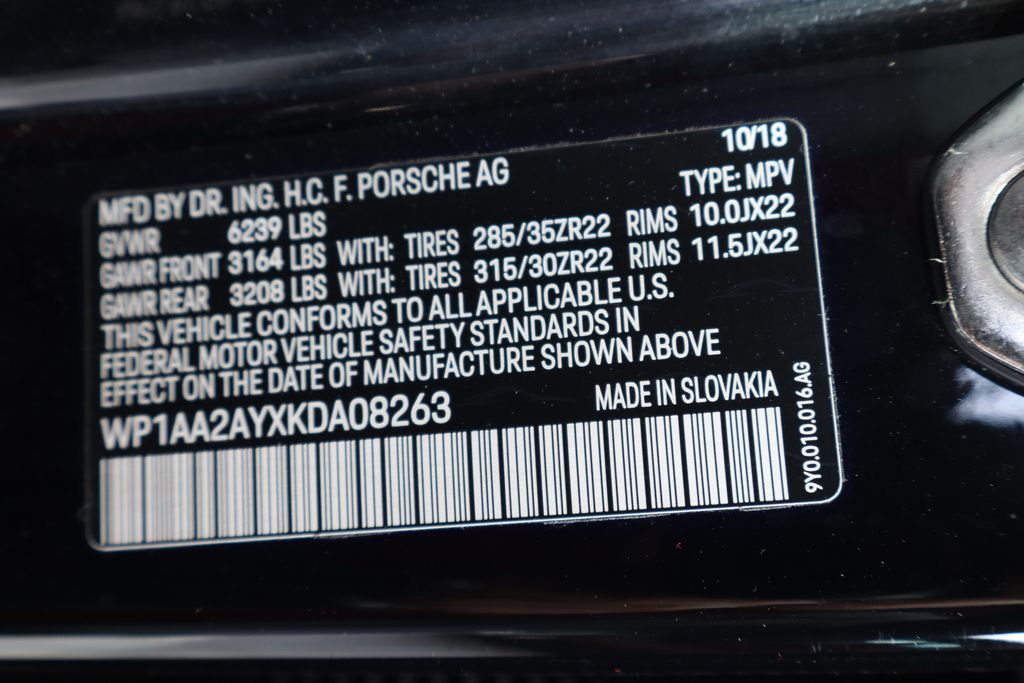 10/18
MFD BY DR. ING. H.C. F. PORSCHE AG
TYPE: MPV
GVWR 6239 LBS
GAWR FRONT 3164 LBS WITH: TIRES 285/35ZR22 RIMS 10.0JX22
GAWR REAR 3208 LBS WITH: TIRES 315/30ZR22 RIMS 11.5JX22
THIS VEHICLE CONFORMS TO ALL APPLICABLE U.S.
FEDERAL MOTOR VEHICLE SAFETY STANDARDS IN
EFFECT ON THE DATE OF MANUFACTURE SHOWN ABOVE
WP1AA2AYXKDA08263 MADE IN SLOVAKIA
9Y0.010.016.AG